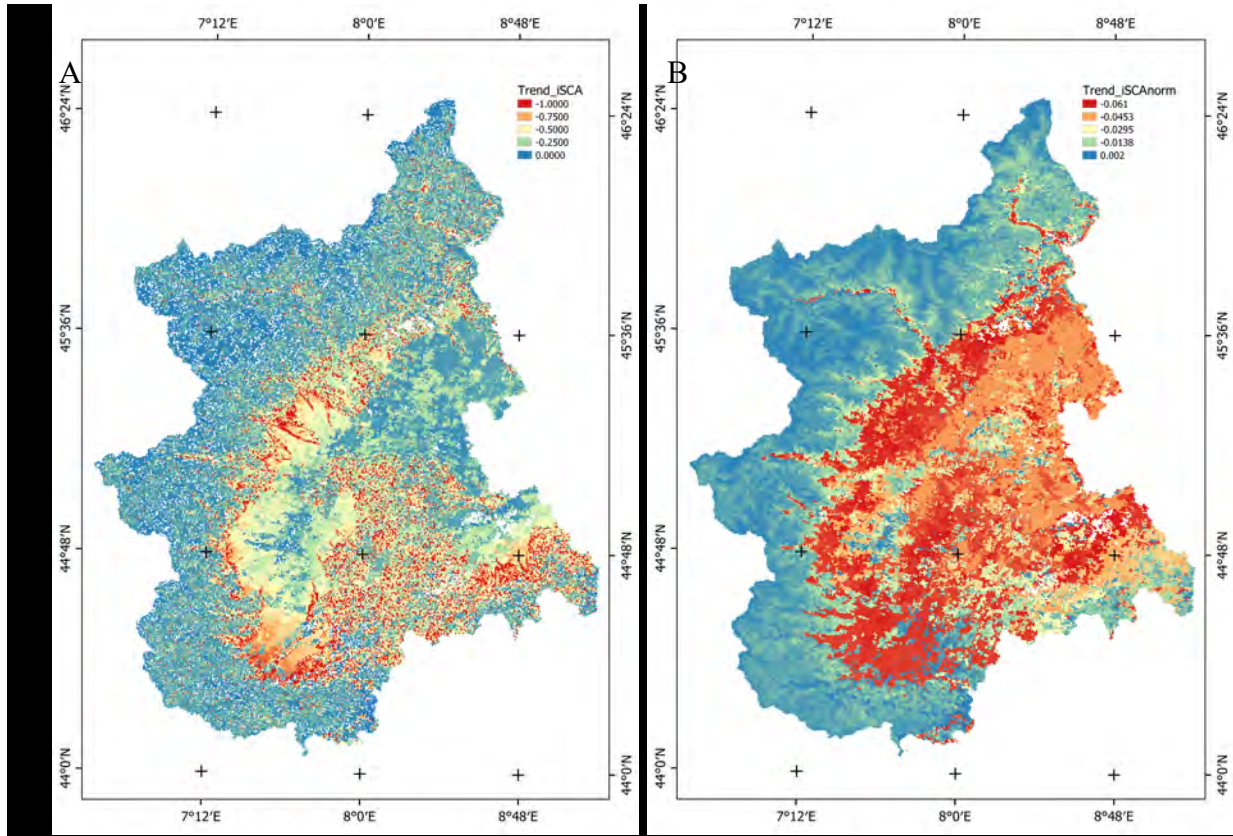 7°12′E 8°0′E 8°48′E
A
Trend_iSCA
-1.0000
-0.7500
-0.5000
-0.2500
0.0000
46°24′N 46°24′N
45°36′N 45°36′N
44°48′N 44°48′N
44°0′N 44°0′N
7°12′E 8°0′E 8°48′E
7°12′E 8°0′E 8°48′E
B
Trend_iSCAnorm
-0.061
-0.0453
-0.0295
-0.0138
0.002
46°24′N 46°24′N
45°36′N 45°36′N
44°48′N 44°48′N
44°0′N 44°0′N
7°12′E 8°0′E 8°48′E